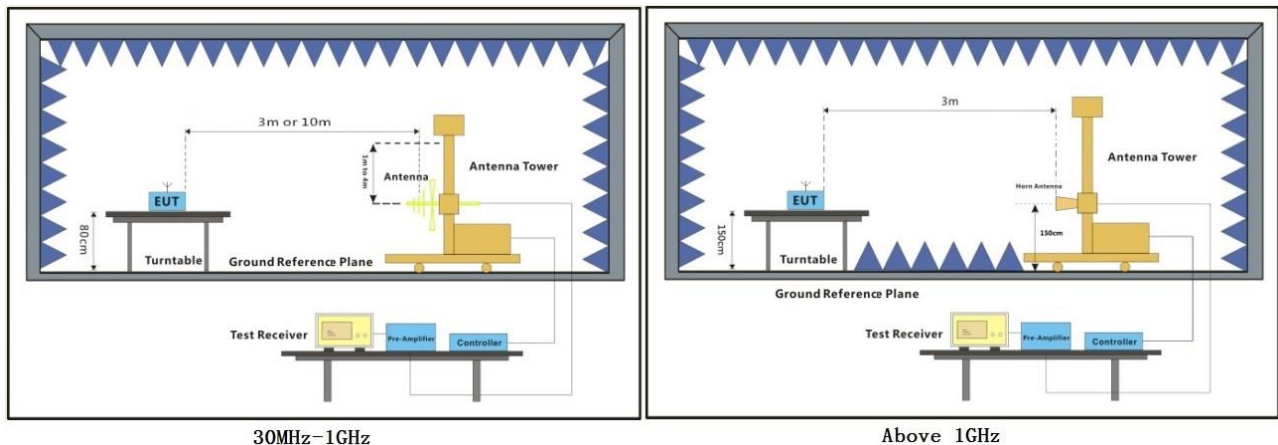 3m or 10m
1m to 4m
Antenna
Antenna Tower
EUT
80cm
Turntable
Ground Reference Plane
Test Receiver
Pre-Amplifier
Controller
30MHz-1GHz
3m
Antenna Tower
Horn Antenna
EUT
150cm
150cm
Turntable
Ground Reference Plane
Test Receiver
Pre-Amplifier
Controller
Above 1GHz